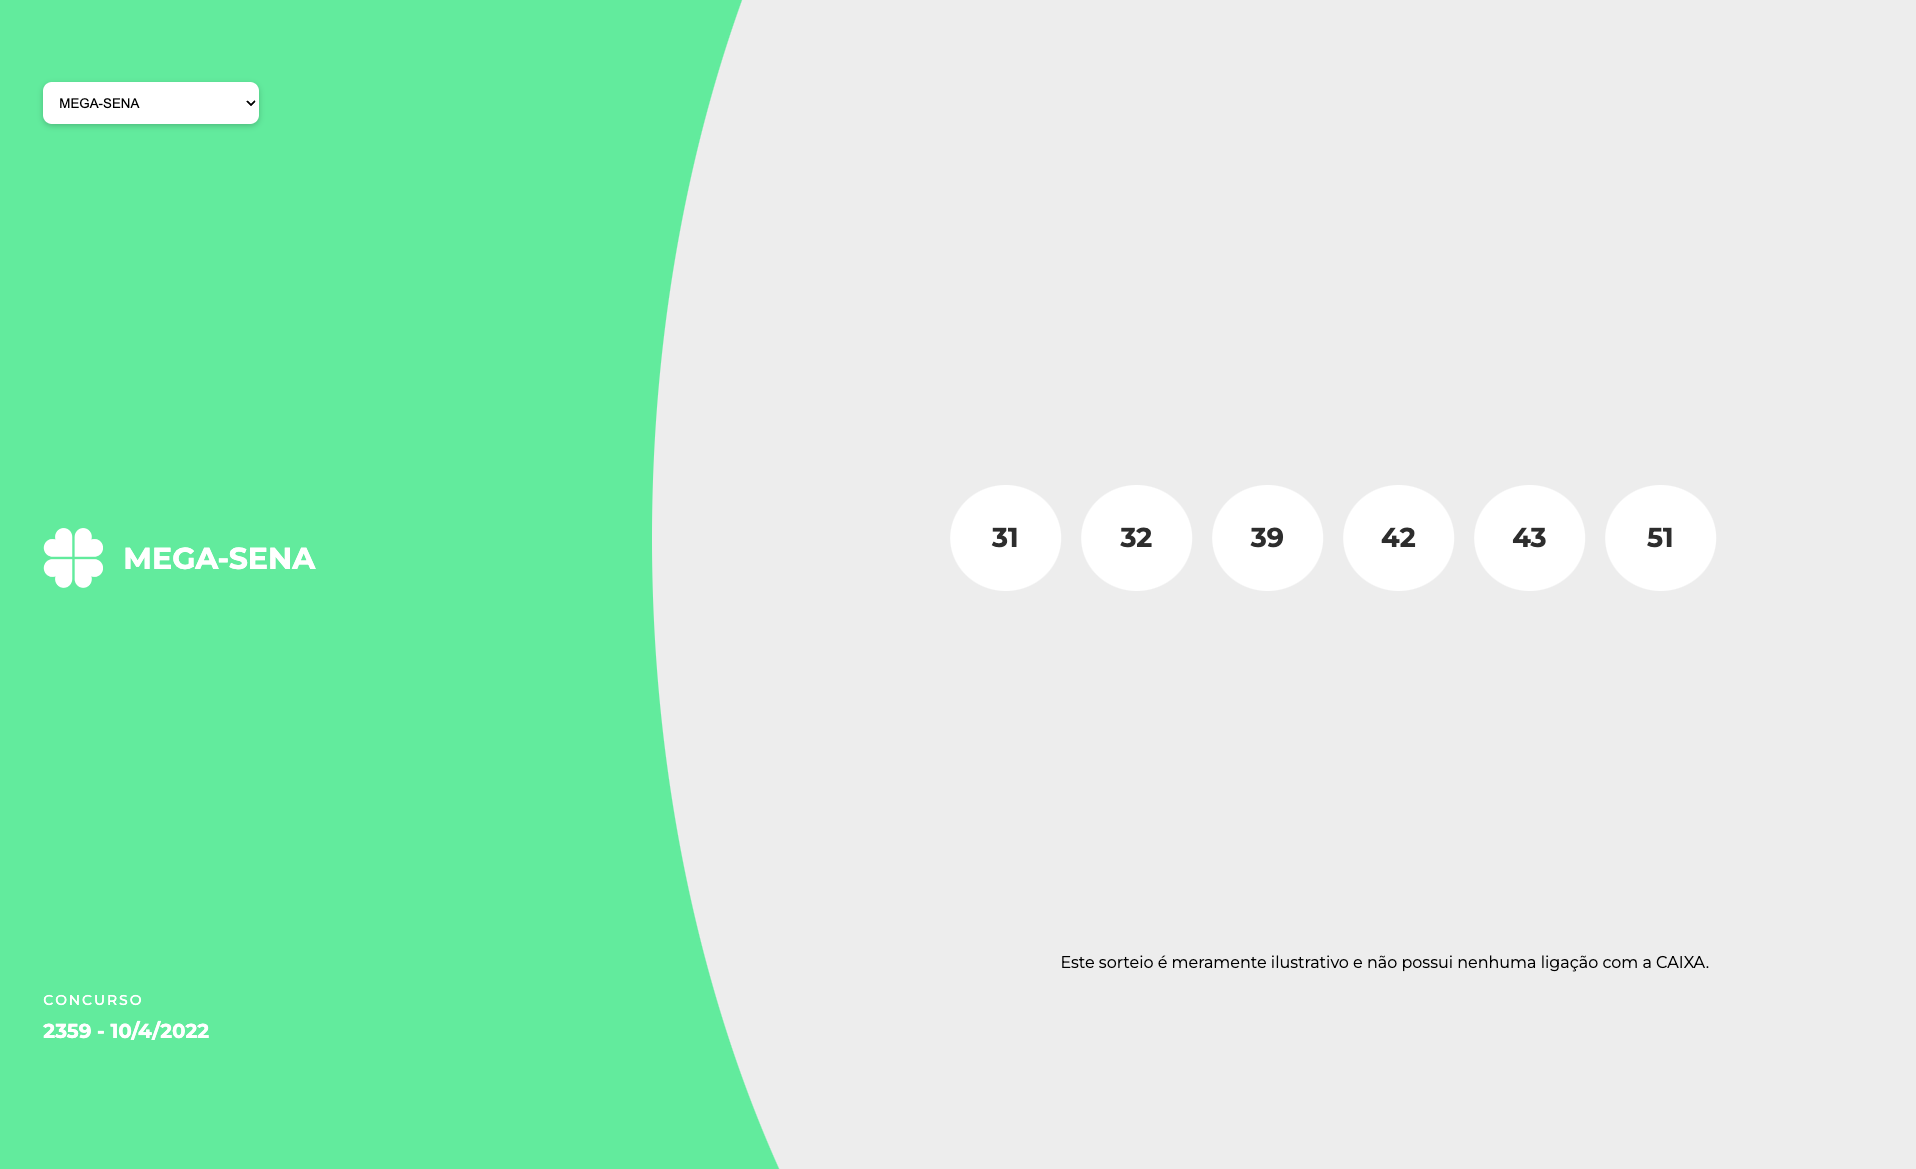 MEGA-SENA
MEGA-SENA
31 32 39 42 43 51
Este sorteio é meramente ilustrativo e não possui nenhuma ligação com a CAIXA.
CONCURSO
2359 - 10/4/2022